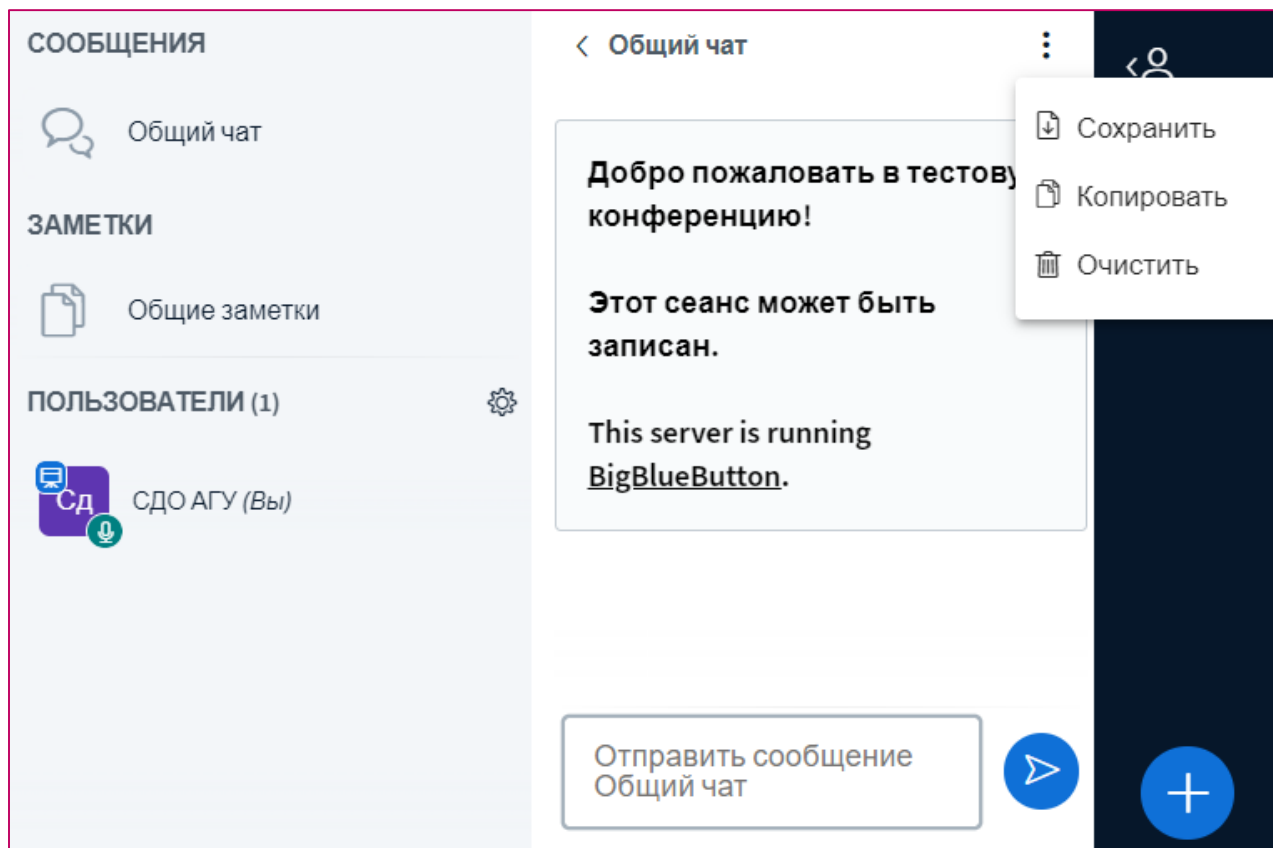 СООБЩЕНИЯ
Общий чат
ЗАМЕТКИ
Общие заметки
ПОЛЬЗОВАТЕЛИ (1)
Сд
СДО АГУ (Вы)
Общий чат
Добро пожаловать в тестову
конференцию!
Этот сеанс может быть
записан.
This server is running
BigBlueButton.
Отправить сообщение
Общий чат
Сохранить
Копировать
Очистить